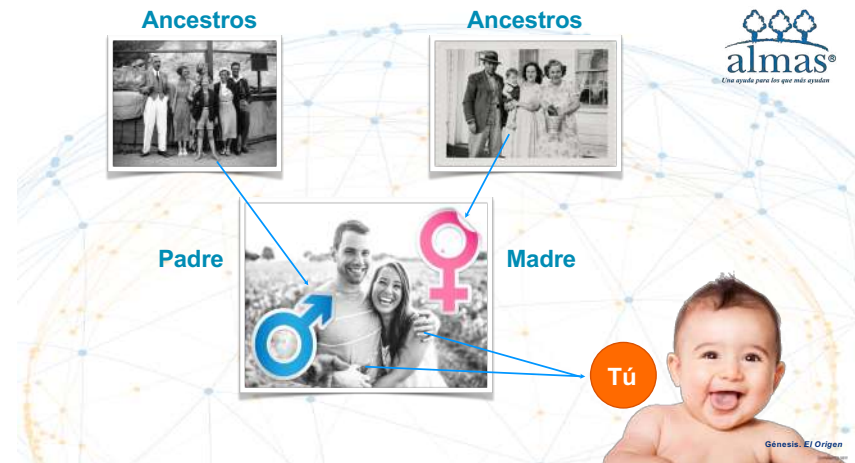 Ancestros
Ancestros
almas®
Una ayuda para los que más ayudan
Padre
Madre
Tú
Génesis. El Origen